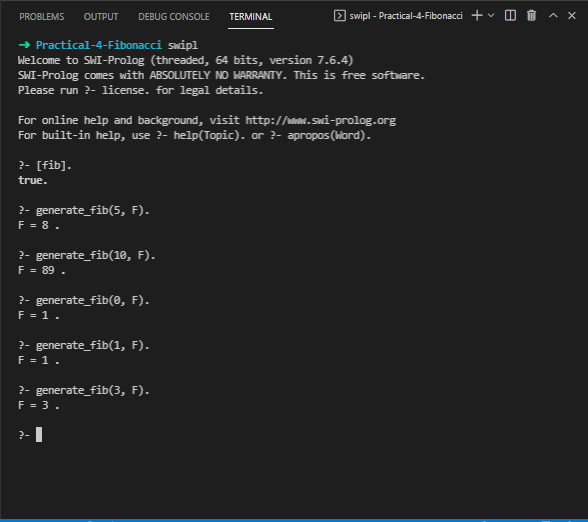 PROBLEMS OUTPUT DEBUG CONSOLE TERMINAL swipl - Practical-4-Fibonacci
→ Practical-4-Fibonacci swipl
Welcome to SWI-Prolog (threaded, 64 bits, version 7.6.4)
SWI-Prolog comes with ABSOLUTELY NO WARRANTY. This is free software.
Please run ?- license. for legal details.
For online help and background, visit http://www.swi-prolog.org
For built-in help, use ?- help(Topic). or ?- apropos(Word).
?- [fib].
true.
?- generate_fib(5, F).
F = 8 .
?- generate_fib(10, F).
F = 89 .
?- generate_fib(0, F).
F = 1 .
?- generate_fib(1, F).
F = 1 .
?- generate_fib(3, F).
F = 3 .
?-